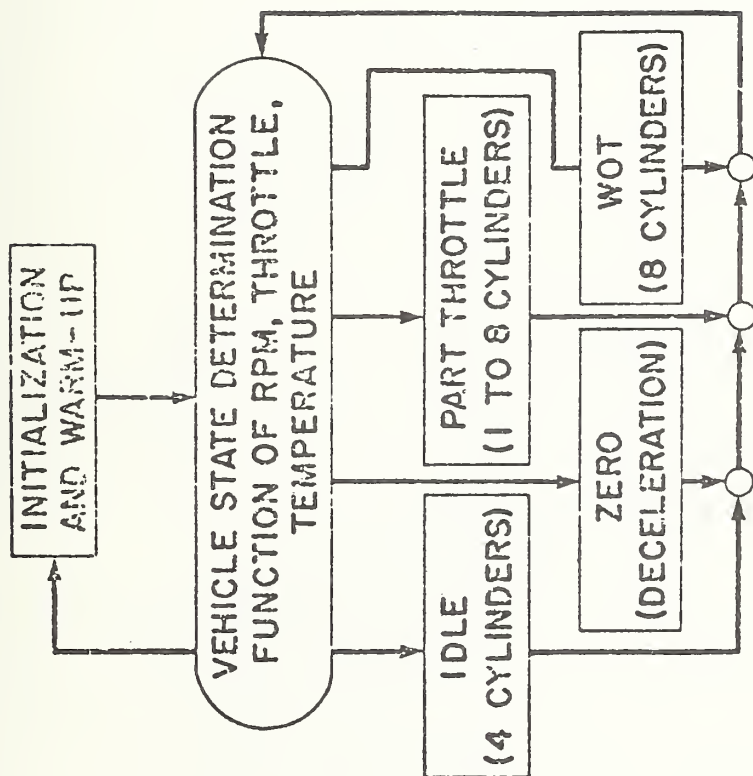 INITIALIZATION
AND WARM-UP
VEHICLE STATE DETERMINATION
FUNCTION OF RPM, THROTTLE,
TEMPERATURE
IDLE
(4 CYLINDERS)
ZERO
(DECELERATION)
PART THROTTLE
(1 TO 8 CYLINDERS)
WOT
(8 CYLINDERS)